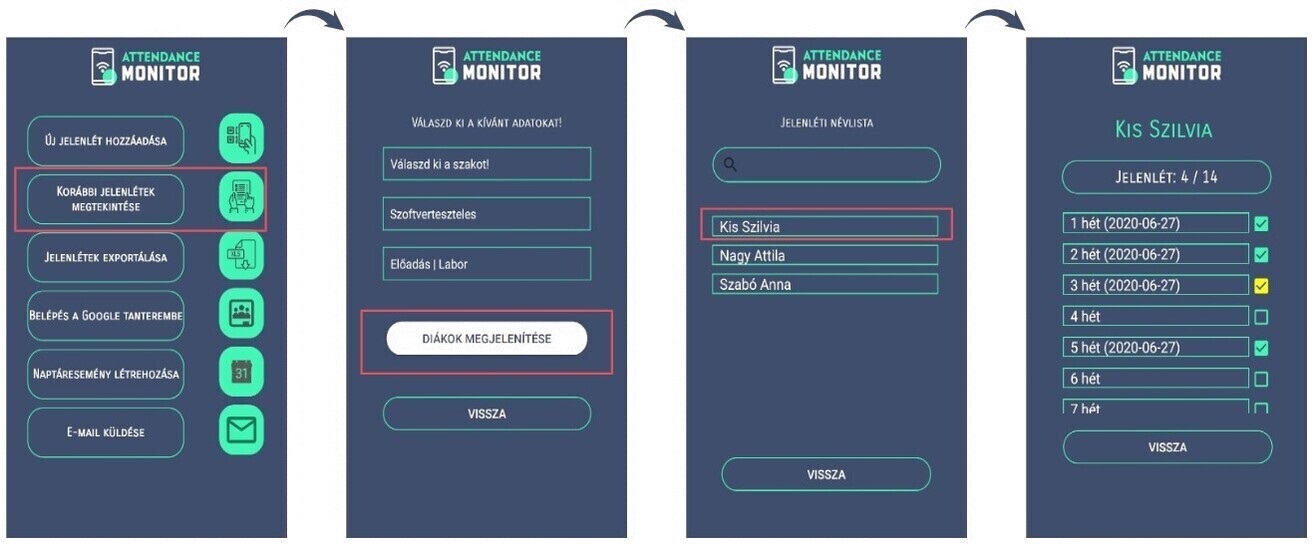 ATTENDANCE
MONITOR
ÚJ JELENLÉT HOZZÁADÁSA
KORÁBBI JELENLÉTEK
MEGTEKINTÉSE
JELENLÉTEK EXPORTÁLÁSA
XLS
BELÉPÉS A GOOGLE TANTEREMBE
NAPTÁRESEMÉNY LÉTREHOZÁSA
31
E-MAIL KÜLDÉSE
ATTENDANCE
MONITOR
VÁLASZD KI A KÍVÁNT ADATOKAT!
Válaszd ki a szakot!
Szoftverteszteles
Előadás | Labor
DIÁKOK MEGJELENÍTÉSE
VISSZA
ATTENDANCE
MONITOR
JELENLÉTI NÉVLISTA
Kis Szilvia
Nagy Attila
Szabó Anna
VISSZA
ATTENDANCE
MONITOR
KIS SZILVIA
JELENLÉT: 4 / 14
1 hét (2020-06-27)
2 hét (2020-06-27)
3 hét (2020-06-27)
4 hét
5 hét (2020-06-27)
6 hét
7 hét
VISSZA